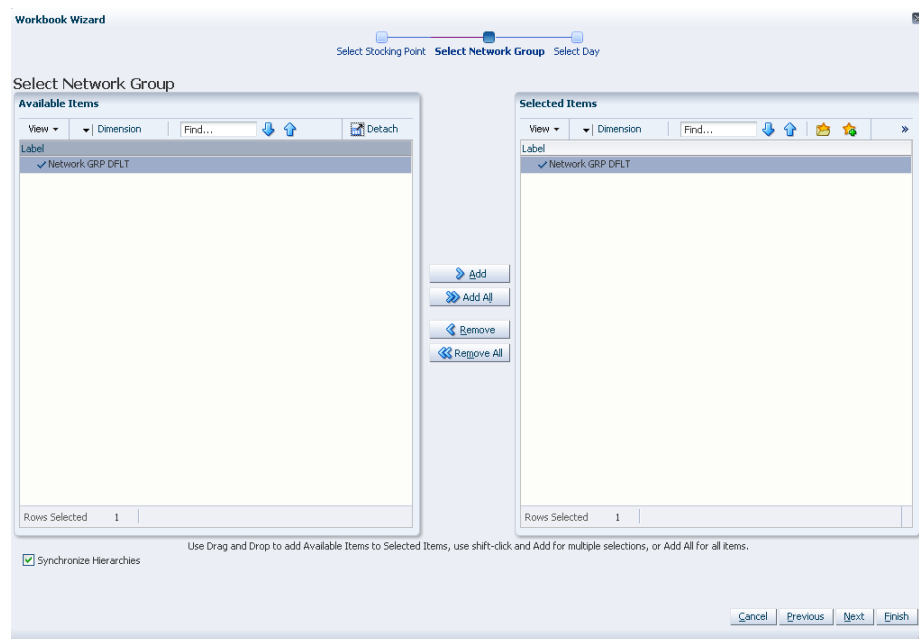 Workbook Wizard
Select Stocking Point Select Network Group Select Day
Select Network Group
Available Items
View Dimension Find... Detach
Label
Network GRP DFLT
Rows Selected 1
Add
Add All
Remove
Remove All
Selected Items
View Dimension Find... »
Label
Network GRP DFLT
Rows Selected 1
Use Drag and Drop to add Available Items to Selected Items, use shift-click and Add for multiple selections, or Add All for all items.
Synchronize Hierarchies
Cancel Previous Next Finish